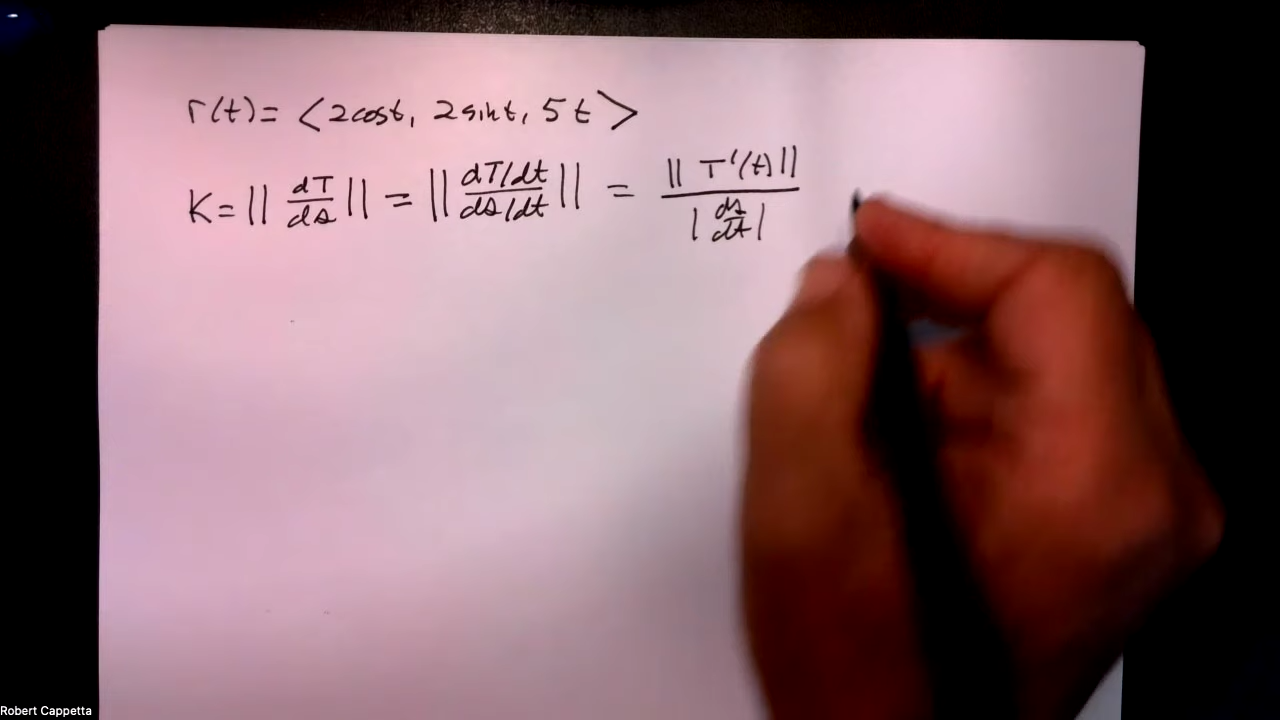 r(t) = <2cost, 2sint, 5t>
K = || dT/ds || = || (dT/dt)/(ds/dt) || = || T'(t) || / | ds/dt |
Robert Cappetta